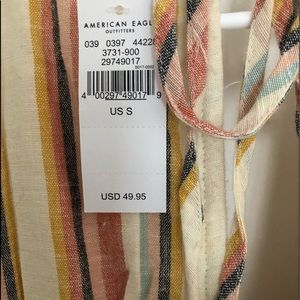 AMERICAN EAGLE
OUTFITTERS
039 0397 4422
3731-900
29749017
4 00297 49017 9
US S
USD 49.95